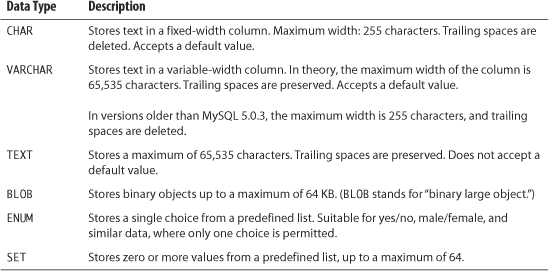 Data Type Description
CHAR Stores text in a fixed-width column. Maximum width: 255 characters. Trailing spaces are
deleted. Accepts a default value.
VARCHAR Stores text in a variable-width column. In theory, the maximum width of the column is
65,535 characters. Trailing spaces are preserved. Accepts a default value.
In versions older than MySQL 5.0.3, the maximum width is 255 characters, and trailing
spaces are deleted.
TEXT Stores a maximum of 65,535 characters. Trailing spaces are preserved. Does not accept a
default value.
BLOB Stores binary objects up to a maximum of 64 KB. (BLOB stands for “binary large object.”)
ENUM Stores a single choice from a predefined list. Suitable for yes/no, male/female, and
similar data, where only one choice is permitted.
SET Stores zero or more values from a predefined list, up to a maximum of 64.